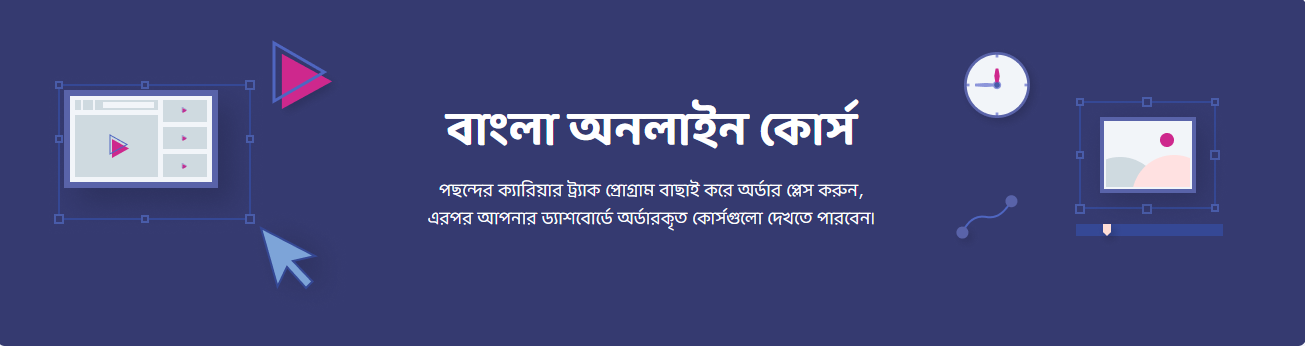 বাংলা অনলাইন কোর্স
পছন্দের ক্যারিয়ার ট্র্যাক প্রোগ্রাম বাছাই করে অর্ডার প্লেস করুন,
এরপর আপনার ড্যাশবোর্ডে অর্ডারকৃত কোর্সগুলো দেখতে পারবেন।